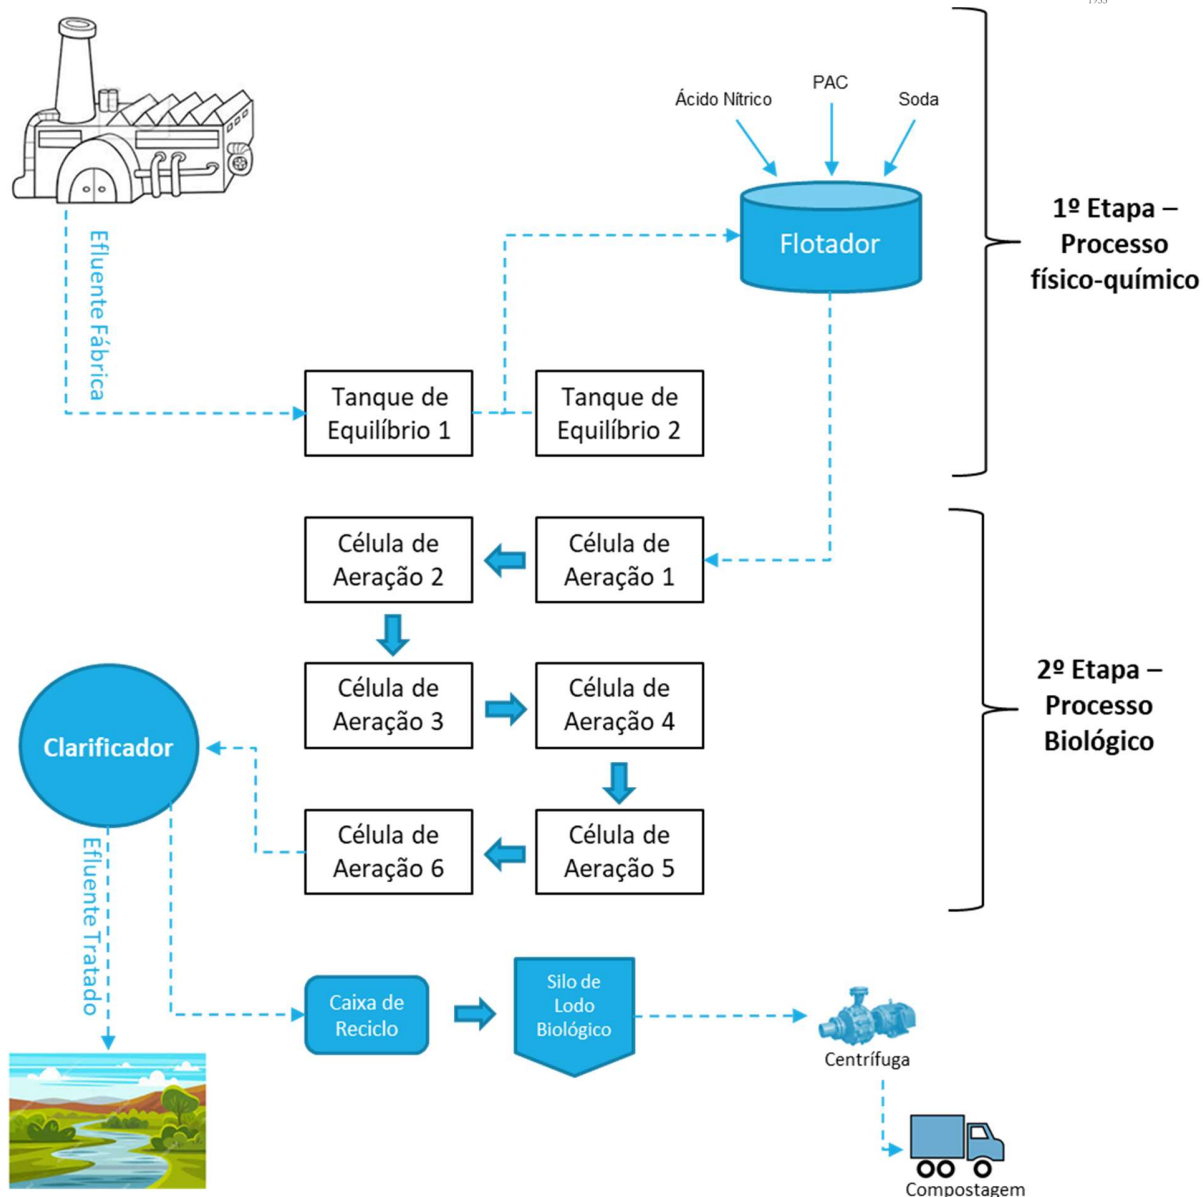 1933
Ácido Nítrico
PAC
Soda
Flotador
1º Etapa –
Processo
físico-químico
Efluente Fábrica
Tanque de
Equilíbrio 1
Tanque de
Equilíbrio 2
Célula de
Aeração 2
Célula de
Aeração 1
Célula de
Aeração 3
Célula de
Aeração 4
2º Etapa –
Processo
Biológico
Clarificador
Célula de
Aeração 6
Célula de
Aeração 5
Efluente Tratado
Caixa de
Reciclo
Silo de
Lodo
Biológico
Centrífuga
Compostagem